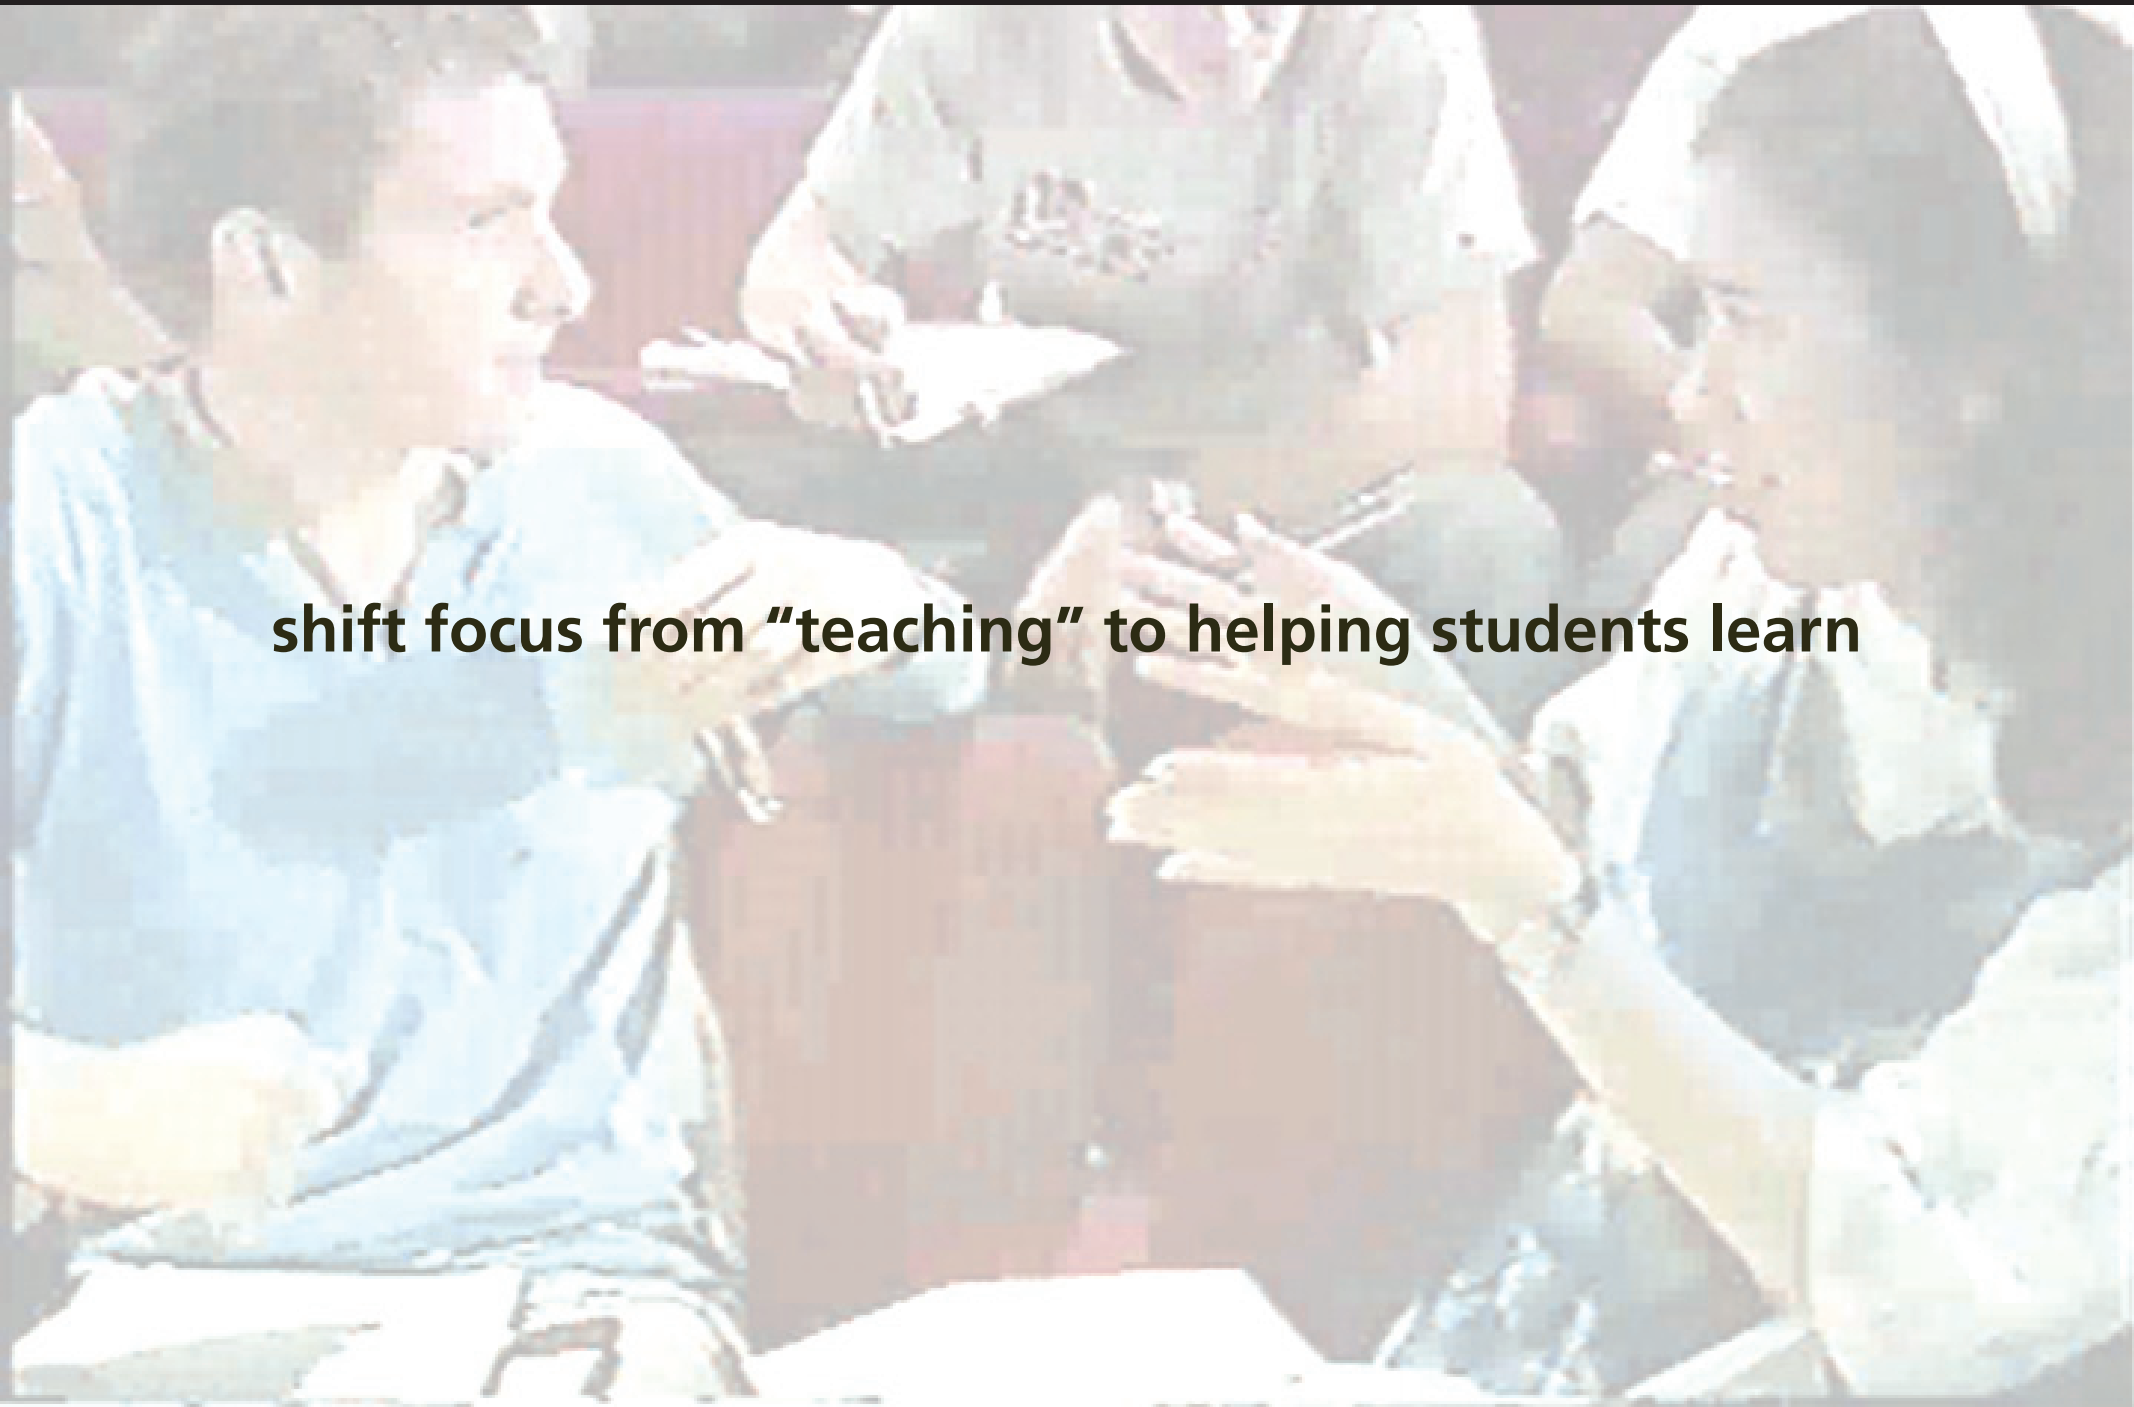 shift focus from “teaching” to helping students learn